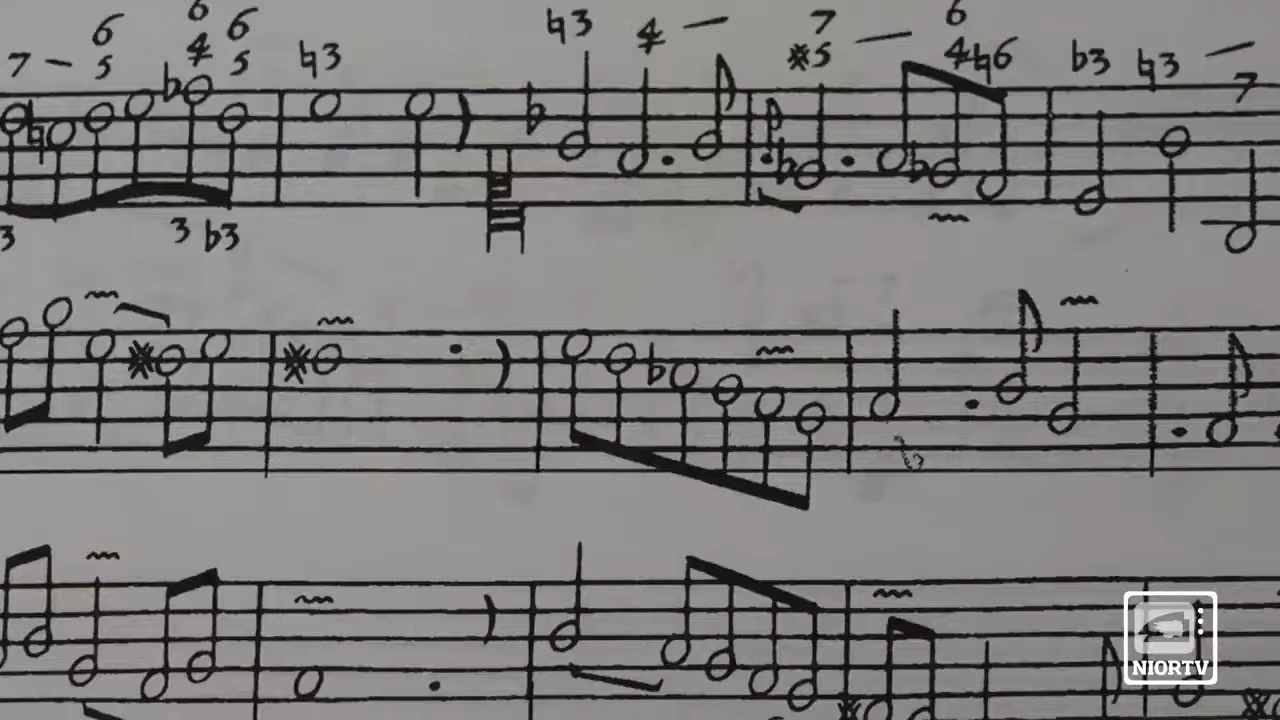 6 6 6 7
♮3 4 — 6
7 — 5 4 5 ♮3 *5 — 4♮6 ♭3 ♮3 — 7
3 3 ♭3
NIORTV